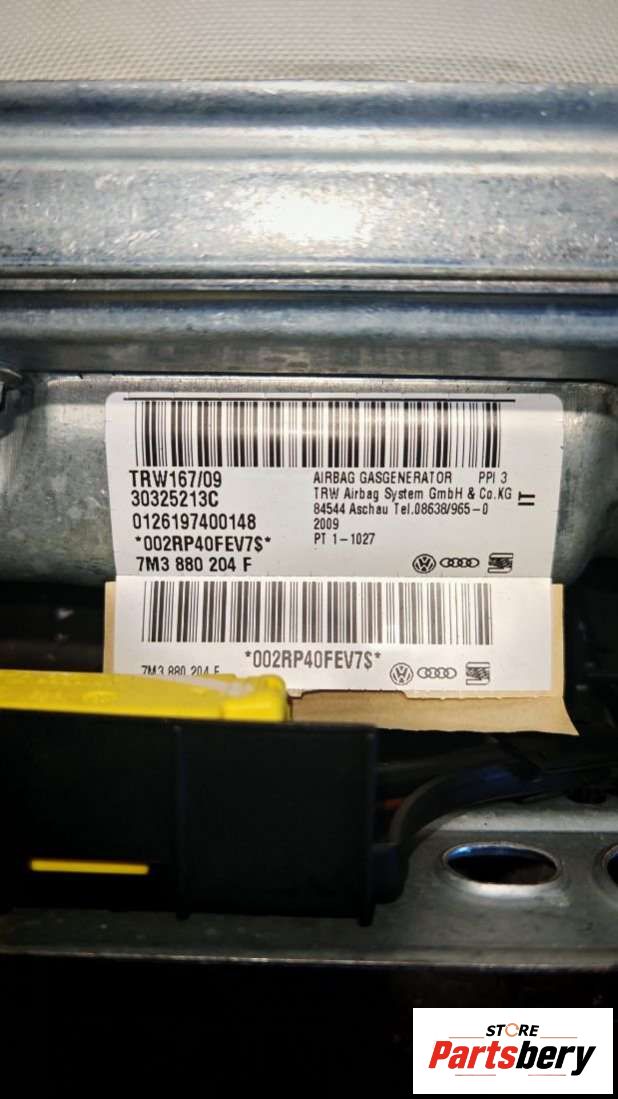 TRW167/09
30325213C
0126197400148
*002RP40FEV7$*
7M3 880 204 F
AIRBAG GASGENERATOR PPI 3
TRW Airbag System GmbH & Co.KG
84544 Aschau Tel.08638/965-0
2009
PT 1-1027
IT
*002RP40FEV7$*
7M3 880 204 F
STORE
Partsbery